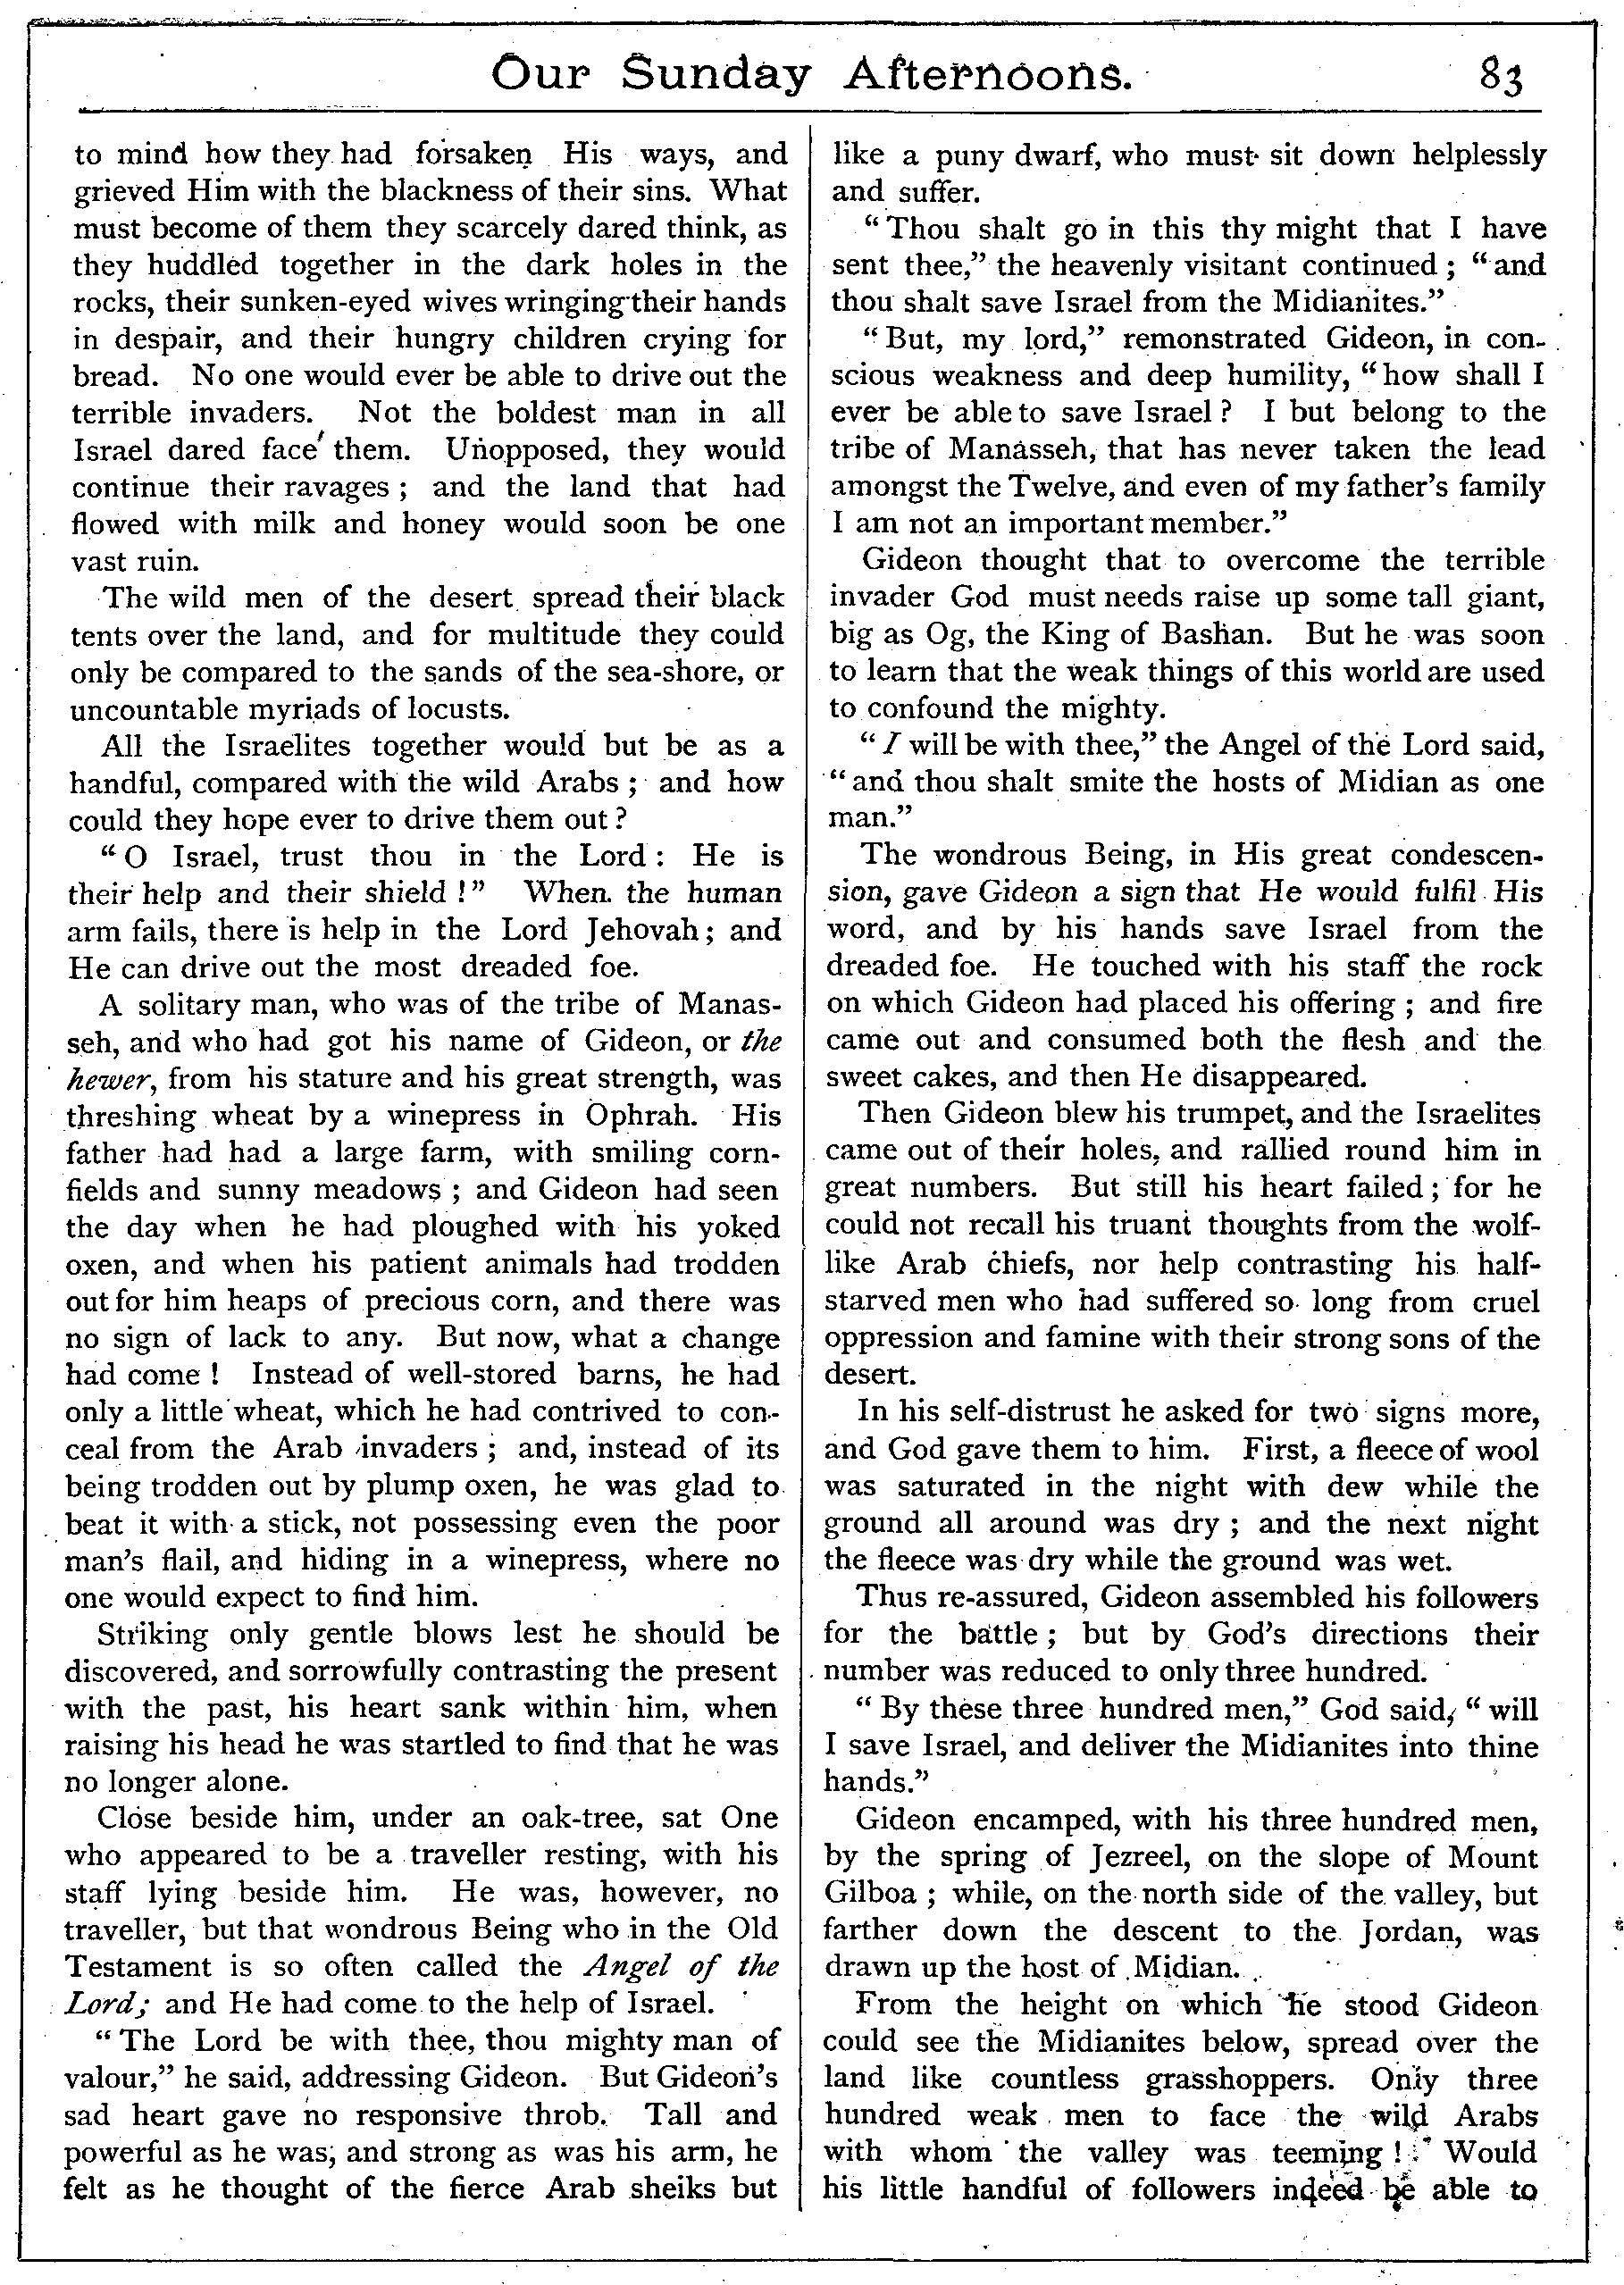 Our Sunday Afternoons. 83
to mind how they had forsaken His ways, and
grieved Him with the blackness of their sins. What
must become of them they scarcely dared think, as
they huddled together in the dark holes in the
rocks, their sunken-eyed wives wringing their hands
in despair, and their hungry children crying for
bread. No one would ever be able to drive out the
terrible invaders. Not the boldest man in all
Israel dared face them. Unopposed, they would
continue their ravages ; and the land that had
flowed with milk and honey would soon be one
vast ruin.
The wild men of the desert spread their black
tents over the land, and for multitude they could
only be compared to the sands of the sea-shore, or
uncountable myriads of locusts.
All the Israelites together would but be as a
handful, compared with the wild Arabs ; and how
could they hope ever to drive them out ?
“ O Israel, trust thou in the Lord : He is
their help and their shield ! ” When the human
arm fails, there is help in the Lord Jehovah ; and
He can drive out the most dreaded foe.
A solitary man, who was of the tribe of Manas-
seh, and who had got his name of Gideon, or the
hewer, from his stature and his great strength, was
threshing wheat by a winepress in Ophrah. His
father had had a large farm, with smiling corn-
fields and sunny meadows ; and Gideon had seen
the day when he had ploughed with his yoked
oxen, and when his patient animals had trodden
out for him heaps of precious corn, and there was
no sign of lack to any. But now, what a change
had come ! Instead of well-stored barns, he had
only a little wheat, which he had contrived to con-
ceal from the Arab invaders ; and, instead of its
being trodden out by plump oxen, he was glad to
beat it with a stick, not possessing even the poor
man’s flail, and hiding in a winepress, where no
one would expect to find him.
Striking only gentle blows lest he should be
discovered, and sorrowfully contrasting the present
with the past, his heart sank within him, when
raising his head he was startled to find that he was
no longer alone.
Close beside him, under an oak-tree, sat One
who appeared to be a traveller resting, with his
staff lying beside him. He was, however, no
traveller, but that wondrous Being who in the Old
Testament is so often called the Angel of the
Lord; and He had come to the help of Israel.
“ The Lord be with thee, thou mighty man of
valour,” he said, addressing Gideon. But Gideon’s
sad heart gave no responsive throb. Tall and
powerful as he was, and strong as was his arm, he
felt as he thought of the fierce Arab sheiks but
like a puny dwarf, who must sit down helplessly
and suffer.
“ Thou shalt go in this thy might that I have
sent thee,” the heavenly visitant continued ; “ and
thou shalt save Israel from the Midianites.”
“ But, my lord,” remonstrated Gideon, in con-
scious weakness and deep humility, “ how shall I
ever be able to save Israel ? I but belong to the
tribe of Manasseh, that has never taken the lead
amongst the Twelve, and even of my father’s family
I am not an important member.”
Gideon thought that to overcome the terrible
invader God must needs raise up some tall giant,
big as Og, the King of Bashan. But he was soon
to learn that the weak things of this world are used
to confound the mighty.
“ I will be with thee,” the Angel of the Lord said,
“ and thou shalt smite the hosts of Midian as one
man.”
The wondrous Being, in His great condescen-
sion, gave Gideon a sign that He would fulfil His
word, and by his hands save Israel from the
dreaded foe. He touched with his staff the rock
on which Gideon had placed his offering ; and fire
came out and consumed both the flesh and the
sweet cakes, and then He disappeared.
Then Gideon blew his trumpet, and the Israelites
came out of their holes, and rallied round him in
great numbers. But still his heart failed ; for he
could not recall his truant thoughts from the wolf-
like Arab chiefs, nor help contrasting his half-
starved men who had suffered so long from cruel
oppression and famine with their strong sons of the
desert.
In his self-distrust he asked for two signs more,
and God gave them to him. First, a fleece of wool
was saturated in the night with dew while the
ground all around was dry ; and the next night
the fleece was dry while the ground was wet.
Thus re-assured, Gideon assembled his followers
for the battle ; but by God’s directions their
number was reduced to only three hundred.
“ By these three hundred men,” God said, “ will
I save Israel, and deliver the Midianites into thine
hands.”
Gideon encamped, with his three hundred men,
by the spring of Jezreel, on the slope of Mount
Gilboa ; while, on the north side of the valley, but
farther down the descent to the Jordan, was
drawn up the host of Midian.
From the height on which he stood Gideon
could see the Midianites below, spread over the
land like countless grasshoppers. Only three
hundred weak men to face the wild Arabs
with whom the valley was teeming ! Would
his little handful of followers indeed be able to